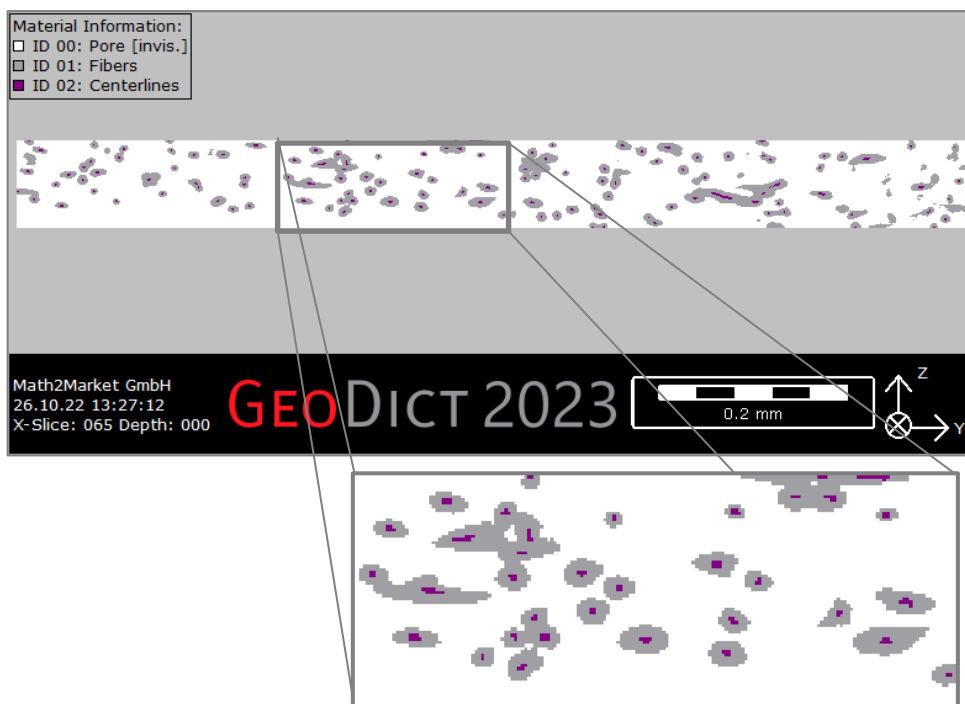 Material Information:
ID 00: Pore [invis.]
ID 01: Fibers
ID 02: Centerlines
Math2Market GmbH
26.10.22 13:27:12
X-Slice: 065 Depth: 000
GEODICT 2023
0.2 mm
Z
Y